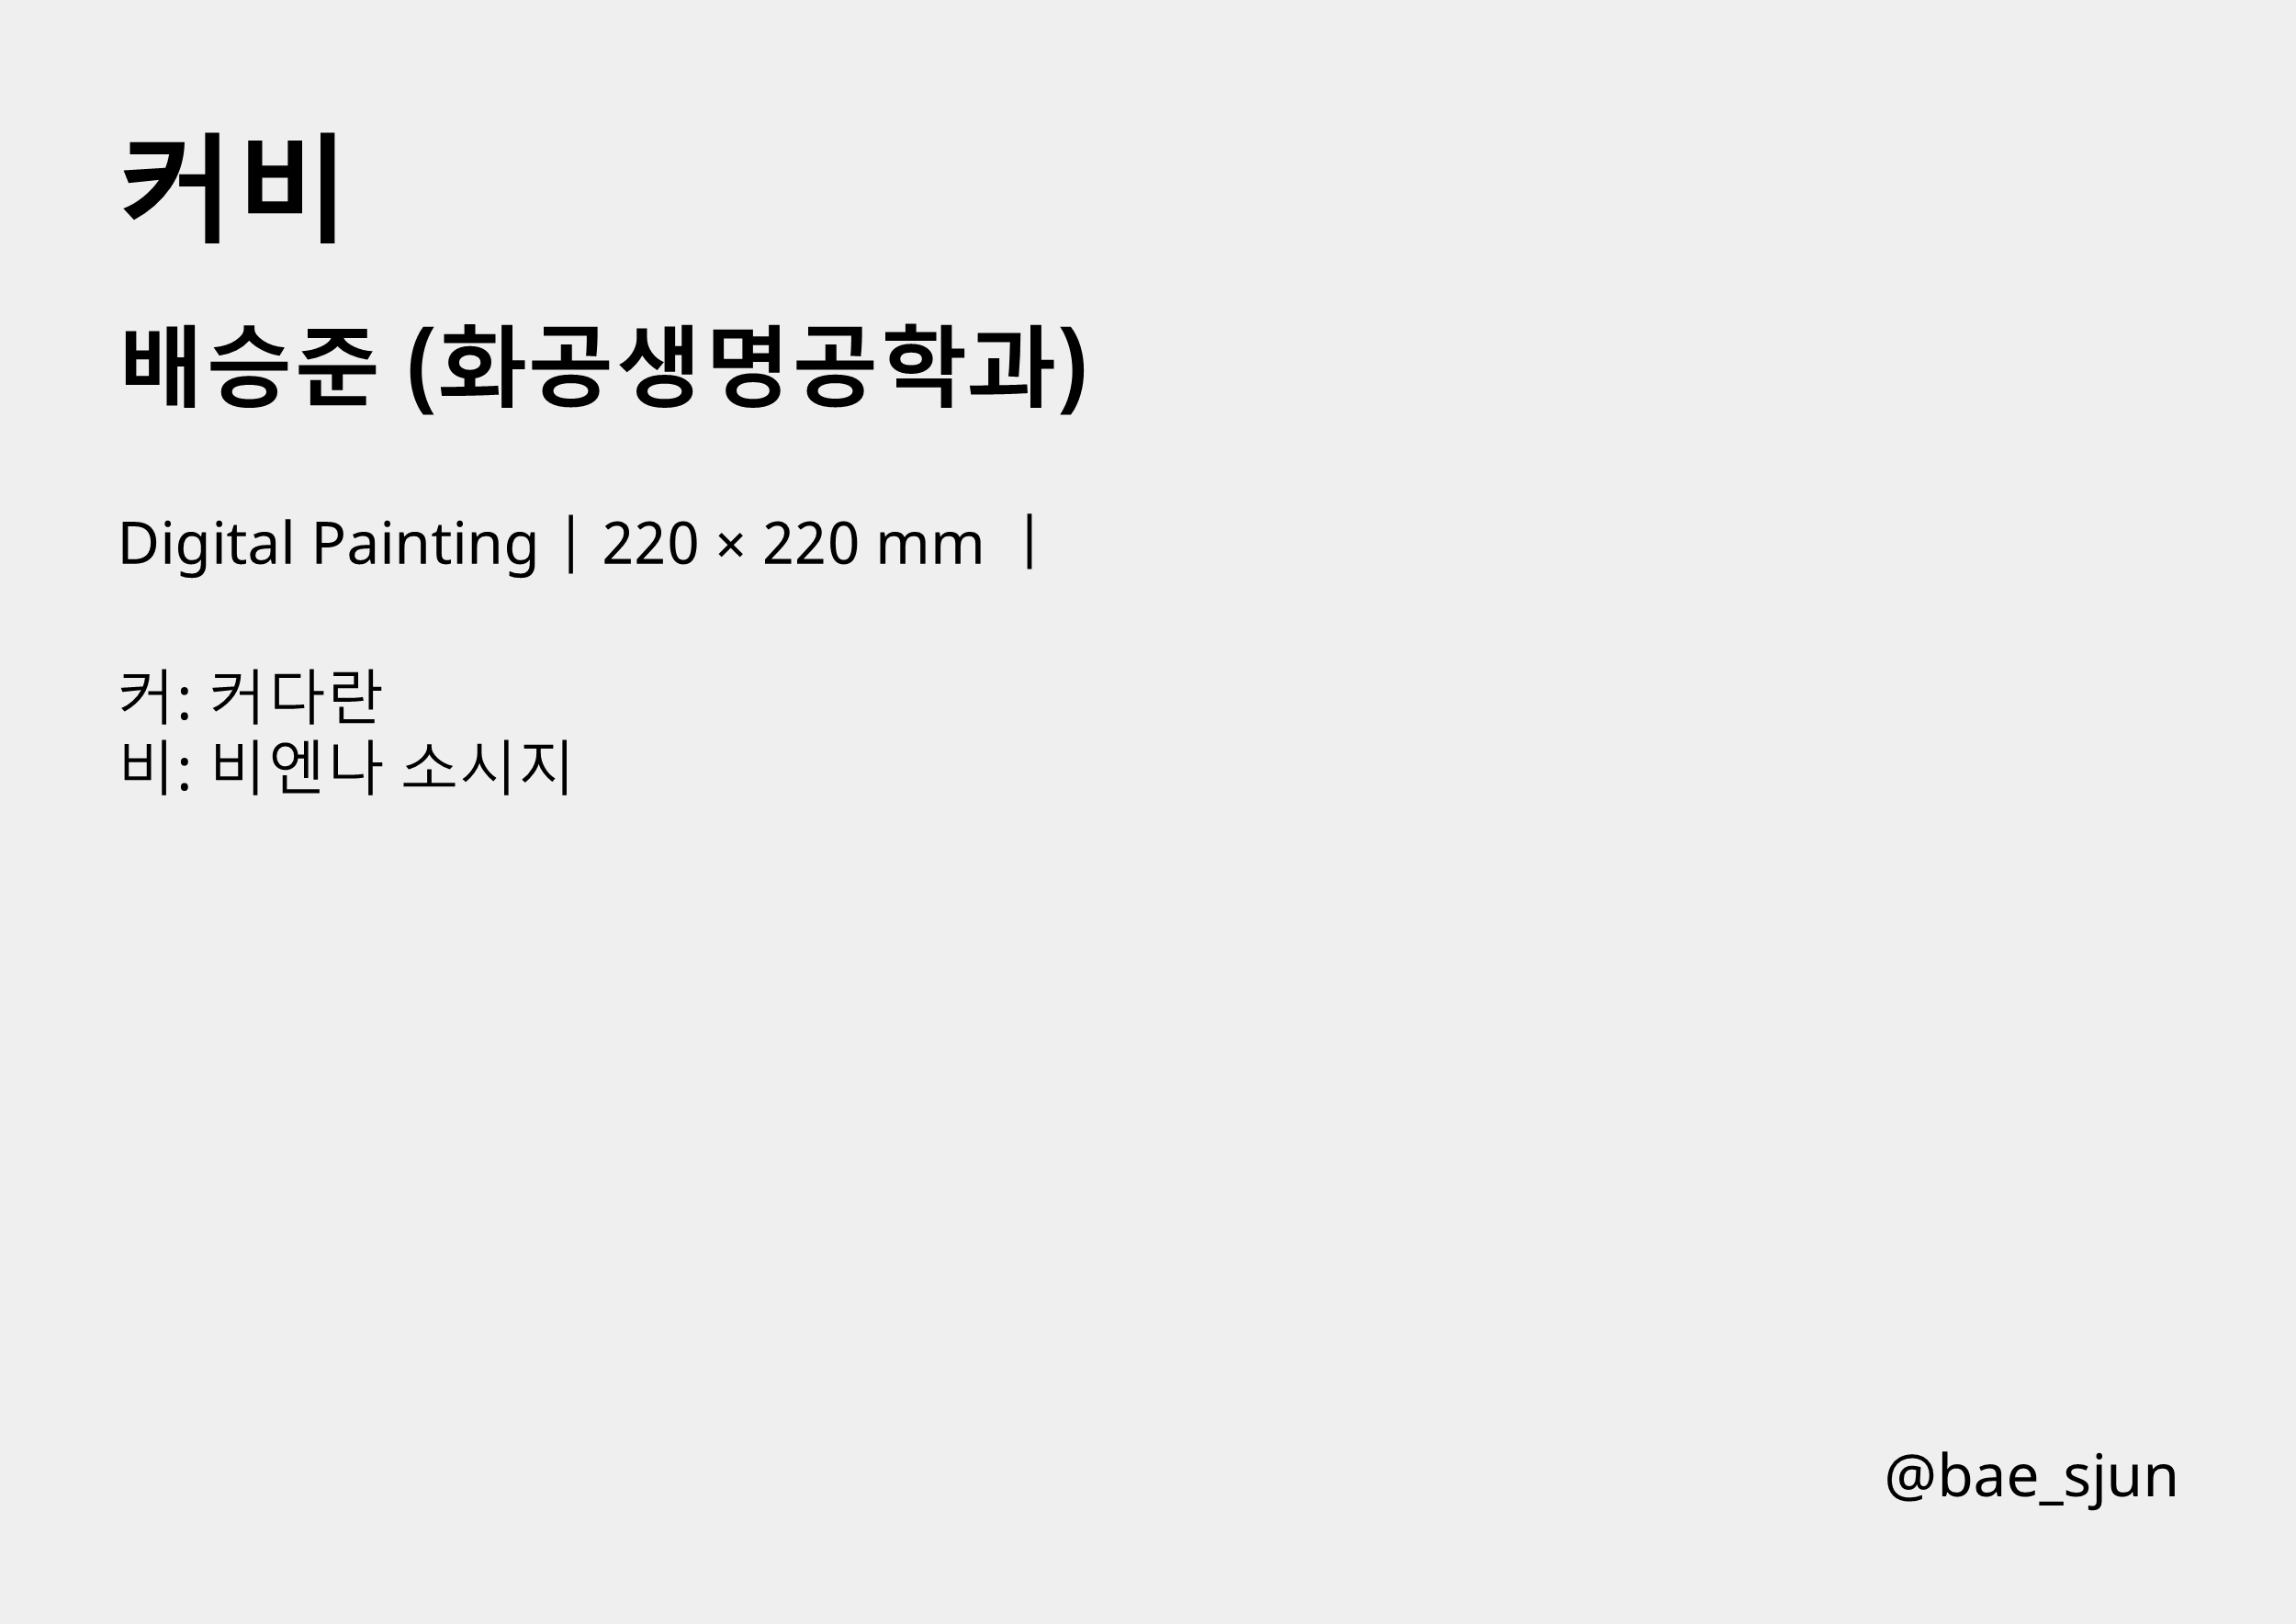 커비
배승준 (화공생명공학과)
Digital Painting | 220 × 220 mm |
커: 커다란
비: 비엔나 소시지
@bae_sjun